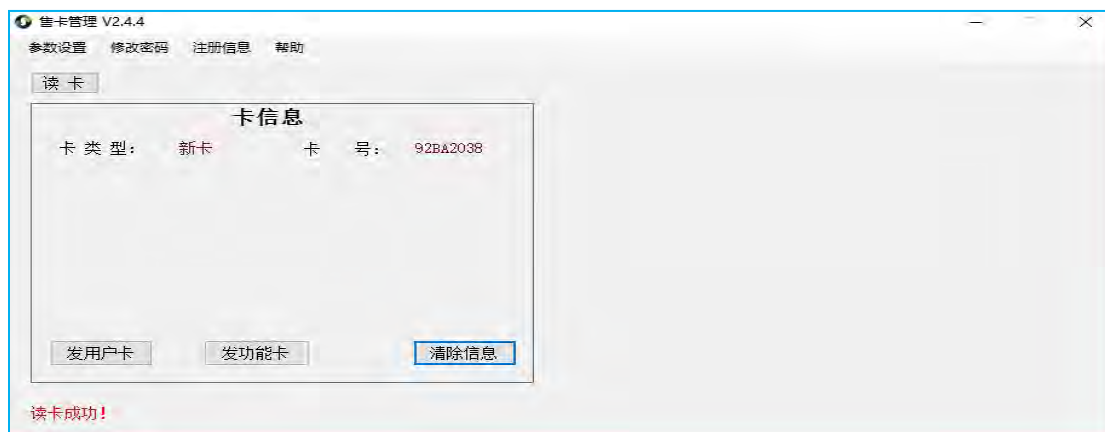 售卡管理 V2.4.4
参数设置 修改密码 注册信息 帮助
读 卡
卡信息
卡 类 型： 新卡 卡 号： 92BA2038
发用户卡 发功能卡 清除信息
读卡成功！